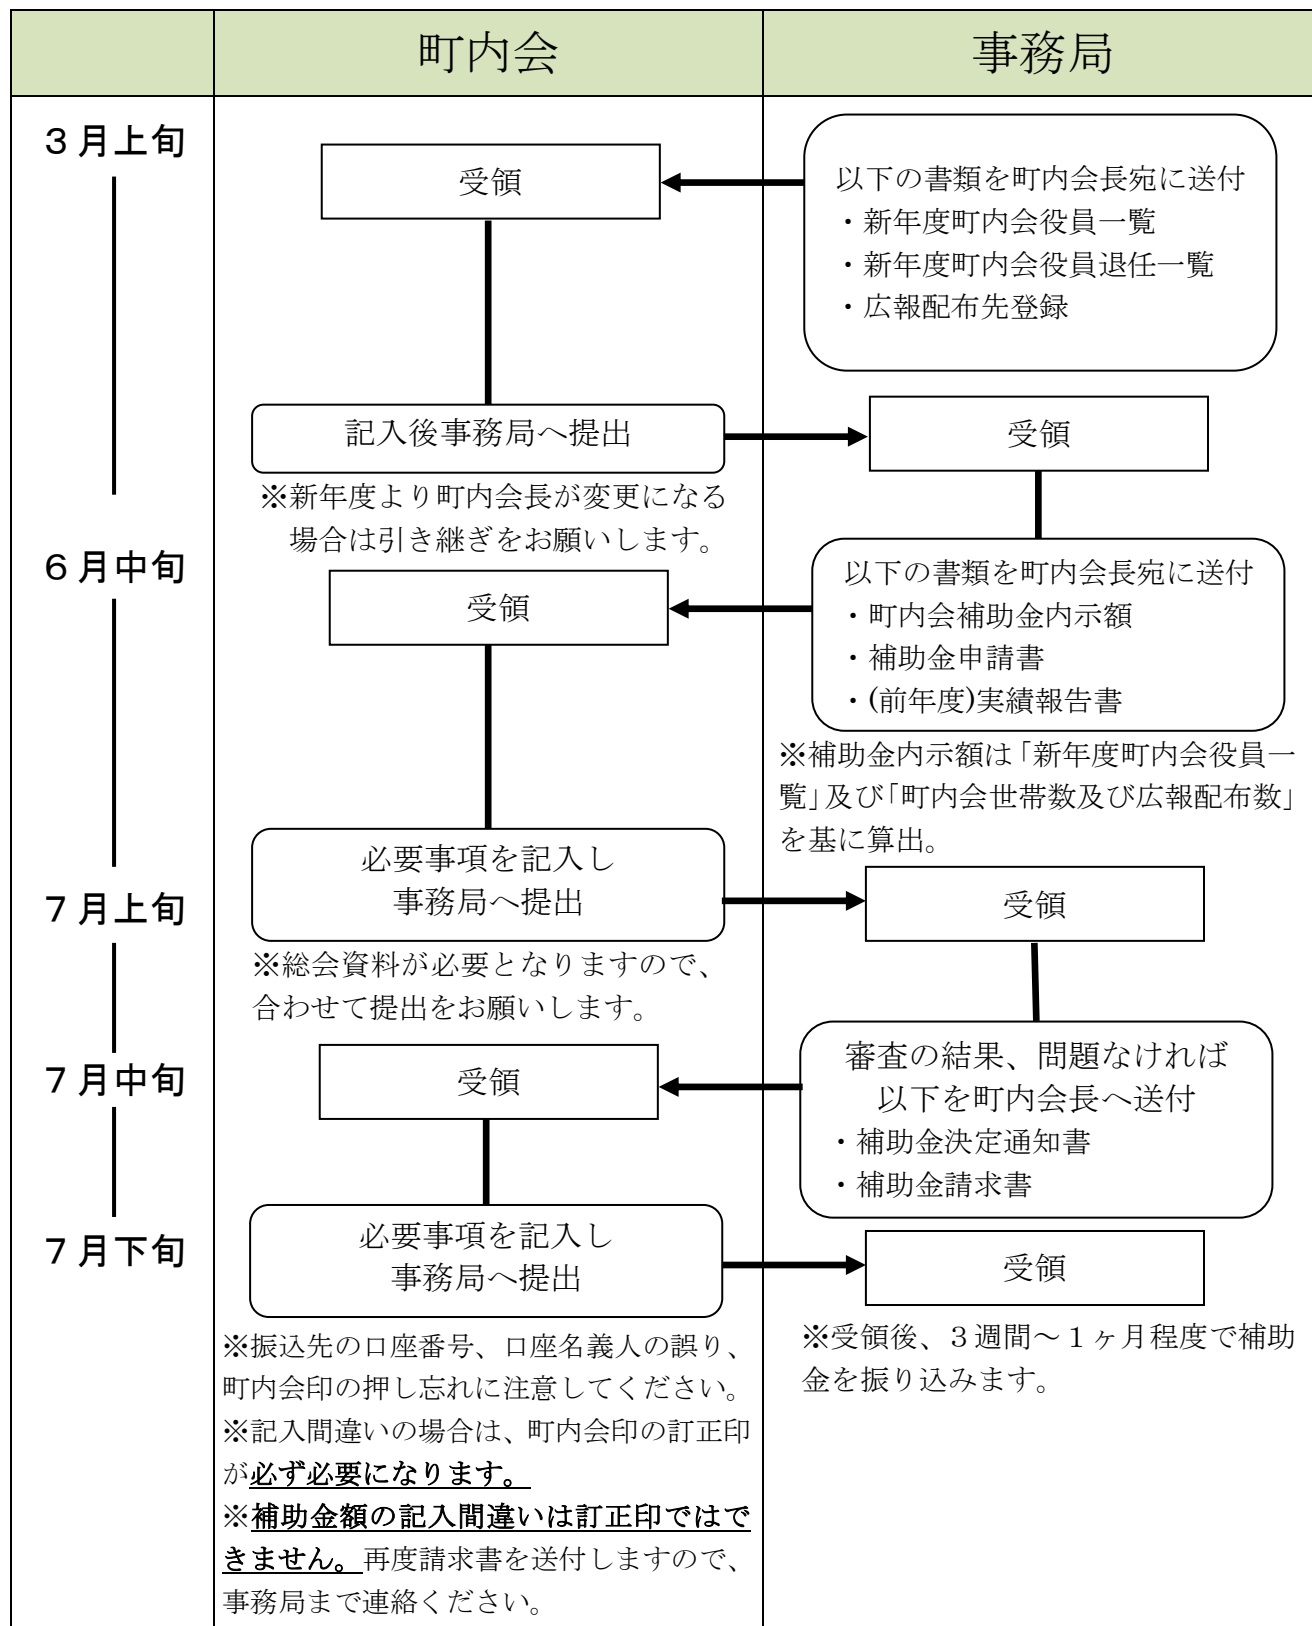 町内会
事務局
３月上旬
受領
以下の書類を町内会長宛に送付
・新年度町内会役員一覧
・新年度町内会役員退任一覧
・広報配布先登録
記入後事務局へ提出
受領
※新年度より町内会長が変更になる
場合は引き継ぎをお願いします。
６月中旬
受領
以下の書類を町内会長宛に送付
・町内会補助金内示額
・補助金申請書
・(前年度)実績報告書
※補助金内示額は「新年度町内会役員一
覧」及び「町内会世帯数及び広報配布数」
を基に算出。
必要事項を記入し
事務局へ提出
７月上旬
受領
※総会資料が必要となりますので、
合わせて提出をお願いします。
７月中旬
受領
審査の結果、問題なければ
以下を町内会長へ送付
・補助金決定通知書
・補助金請求書
必要事項を記入し
事務局へ提出
７月下旬
受領
※振込先の口座番号、口座名義人の誤り、
町内会印の押し忘れに注意してください。
※記入間違いの場合は、町内会印の訂正印
が必ず必要になります。
※補助金額の記入間違いは訂正印ではで
きません。再度請求書を送付しますので、
事務局まで連絡ください。
※受領後、３週間～１ヶ月程度で補助
金を振り込みます。